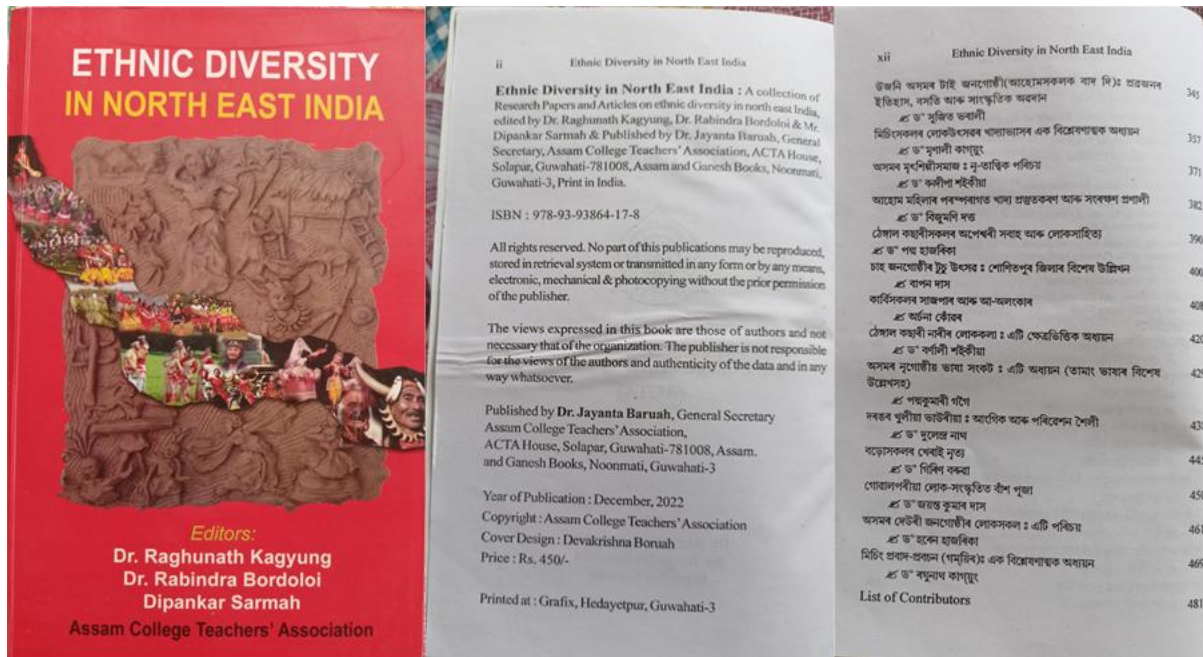 ETHNIC DIVERSITY
IN NORTH EAST INDIA
Editors:
Dr. Raghunath Kagyung
Dr. Rabindra Bordoloi
Dipankar Sarmah
Assam College Teachers' Association
ii Ethnic Diversity in North East India
Ethnic Diversity in North East India : A collection of
Research Papers and Articles on ethnic diversity in north east India,
edited by Dr. Raghunath Kagyung, Dr. Rabindra Bordoloi & Mr.
Dipankar Sarmah & Published by Dr. Jayanta Baruah, General
Secretary, Assam College Teachers' Association, ACTA House,
Solapar, Guwahati-781008, Assam and Ganesh Books, Noonmati,
Guwahati-3, Print in India.
ISBN : 978-93-93864-17-8
All rights reserved. No part of this publications may be reproduced,
stored in retrieval system or transmitted in any form or by any means,
electronic, mechanical & photocopying without the prior permission
of the publisher.
The views expressed in this book are those of authors and not
necessary that of the organization. The publisher is not responsible
for the views of the authors and authenticity of the data and in any
way whatsoever.
Published by Dr. Jayanta Baruah, General Secretary
Assam College Teachers' Association,
ACTA House, Solapar, Guwahati-781008, Assam.
and Ganesh Books, Noonmati, Guwahati-3
Year of Publication : December, 2022
Copyright : Assam College Teachers' Association
Cover Design : Devakrishna Boruah
Price : Rs. 450/-
Printed at : Grafix, Hedayetpur, Guwahati-3
xii Ethnic Diversity in North East India
উজনি অসমৰ টাই জনগোষ্ঠী(আহোমসকলক বাদ দি)ঃ প্ৰব্ৰজনৰ
ইতিহাস, বসতি আৰু সাংস্কৃতিক অৱদান 345
✍ ড° সুজিত ভৰালী
মিচিংসকলৰ লোকউৎসৱৰ খাদ্যাভ্যাসৰ এক বিশ্লেষণাত্মক অধ্যয়ন 357
✍ ড° মৃণালী কাগ্যুং
অসমৰ মৃৎশিল্পীসমাজ ঃ নৃ-তাত্বিক পৰিচয় 371
✍ ড° শইকীয়া
আহোম মহিলাৰ পৰম্পৰাগত খাদ্য প্ৰস্তুতকৰণ আৰু সংৰক্ষণ প্ৰণালী 382
✍ ড° বিজুমণি দত্ত
ঠেঙ্গাল কছাৰীসকলৰ অপেশ্বৰী সবাহ আৰু লোকসাহিত্য 390
✍ ড° পদ্ম হাজৰিকা
চাহ জনগোষ্ঠীৰ টুচু উৎসৱ ঃ শোণিতপুৰ জিলাৰ বিশেষ উল্লিখন 400
✍ বাপন দাস
কাৰ্বিসকলৰ সাজপাৰ আৰু আ-অলংকাৰ 408
✍ অৰ্চনা কোঁৱৰ
ঠেঙ্গাল কছাৰী নাৰীৰ লোককলা ঃ এটি ক্ষেত্ৰভিত্তিক অধ্যয়ন 420
✍ ড° বৰ্ণালী শইকীয়া
অসমৰ নৃগোষ্ঠীয় ভাষা সংকট ঃ এটি অধ্যয়ন (তামাং ভাষাৰ বিশেষ
উল্লেখসহ) 429
✍ পদ্মকুমাৰী গগৈ
দৰঙৰ খুলীয়া ভাউৰীয়া ঃ আংগিক আৰু পৰিৱেশন শৈলী
✍ ড° দুলেন্দ্ৰ নাথ
বড়োসকলৰ খেৰাই নৃত্য 445
✍ ড° গিৰিণ বৰুৱা
গোৱালপৰীয়া লোক-সংস্কৃতিত বাঁশ পূজা 450
✍ ড° জয়ন্ত কুমাৰ দাস
অসমৰ দেউৰী জনগোষ্ঠীৰ লোকসকল ঃ এটি পৰিচয় 461
✍ ড° হৰেন হাজৰিকা
মিচিং প্ৰবাদ-প্ৰবচন ঃ এক বিশ্লেষণাত্মক অধ্যয়ন 469
✍ ড° ৰঘুনাথ কাগ্যুং
List of Contributors 481